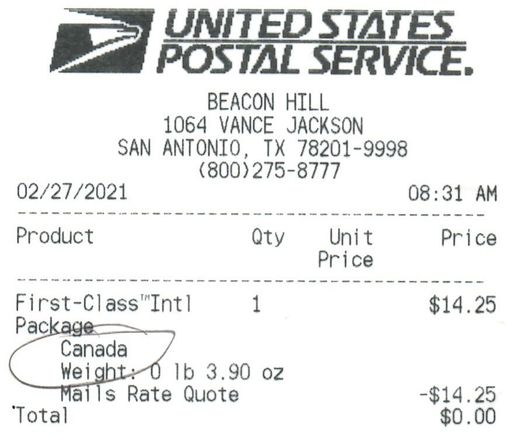 UNITED STATES
POSTAL SERVICE.
BEACON HILL
1064 VANCE JACKSON
SAN ANTONIO, TX 78201-9998
(800)275-8777
02/27/2021 08:31 AM
Product Qty Unit Price
Price
First-Class™Intl 1 $14.25
Package
Canada
Weight: 0 lb 3.90 oz
Mails Rate Quote -$14.25
Total $0.00